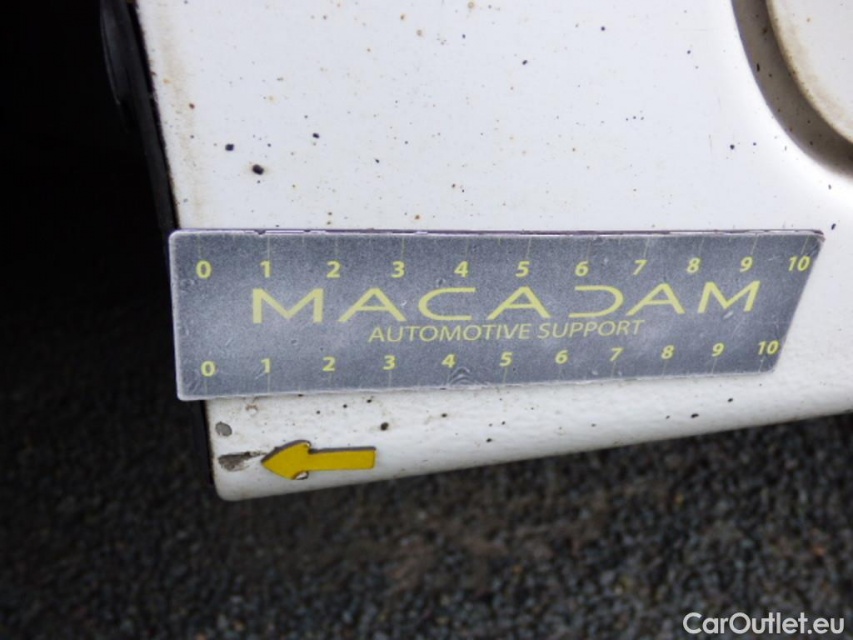 0 1 2 3 4 5 6 7 8 9 10
MACADAM
AUTOMOTIVE SUPPORT
0 1 2 3 4 5 6 7 8 9 10
CarOutlet.eu